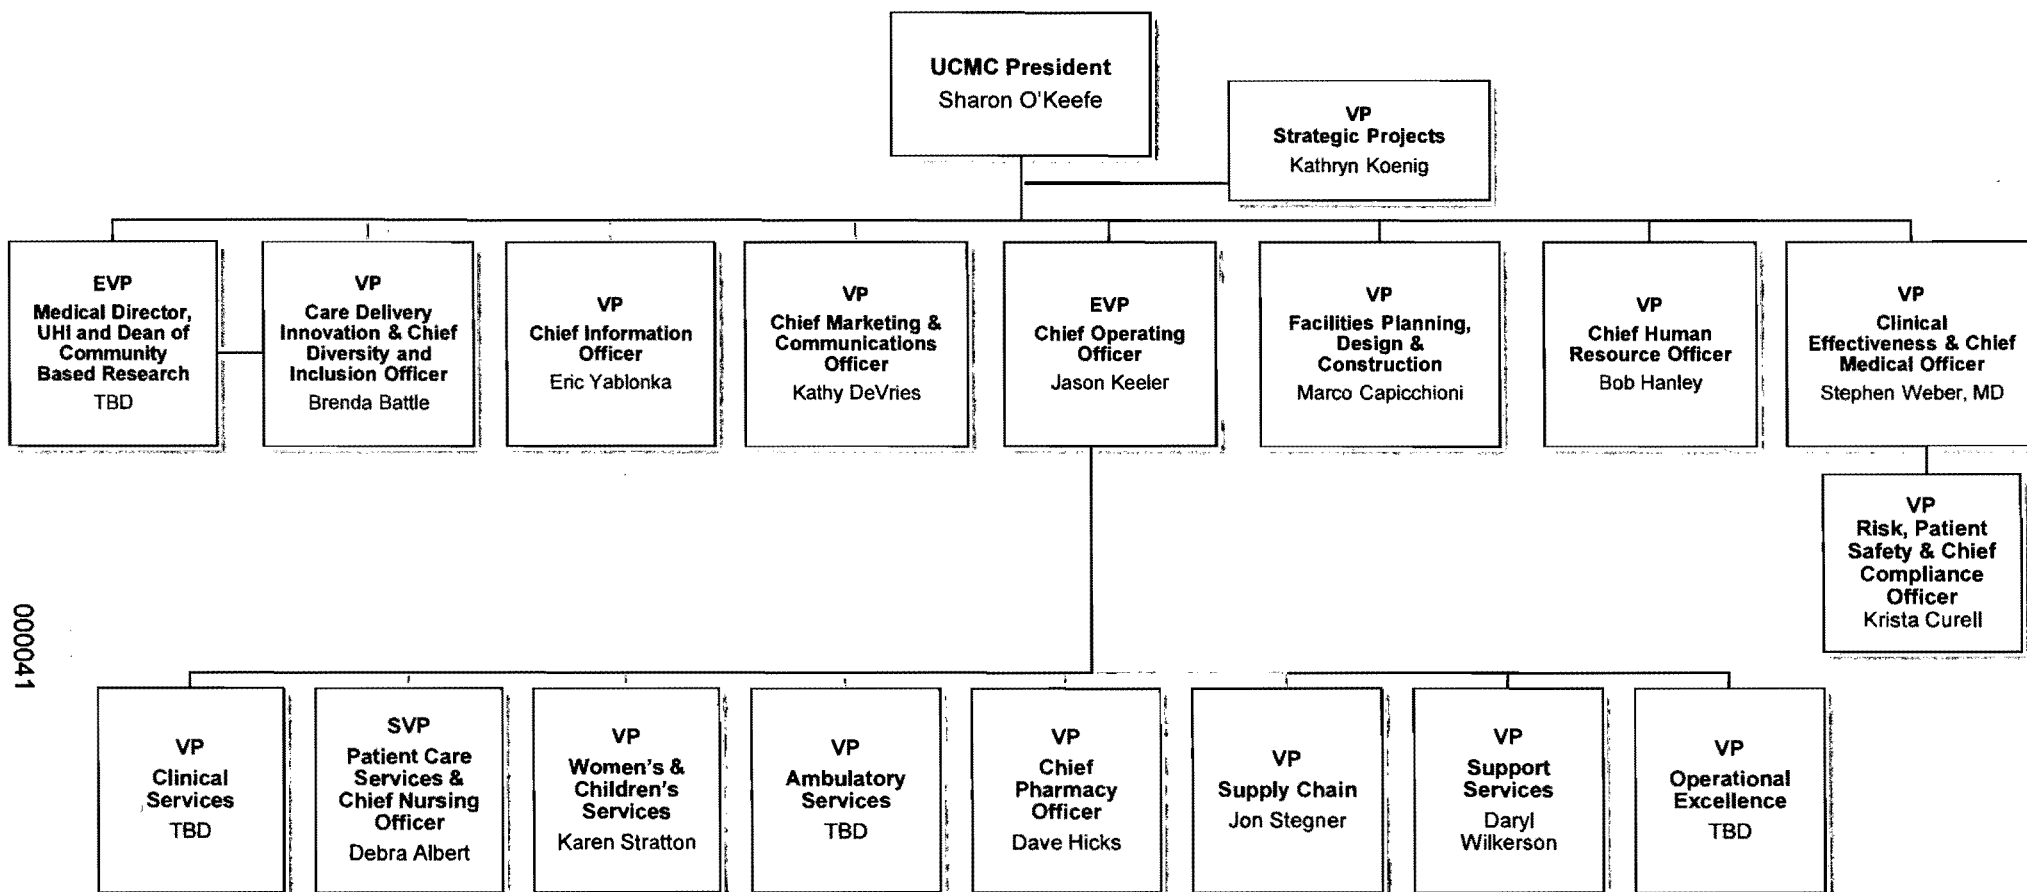 UCMC President
Sharon O'Keefe
VP
Strategic Projects
Kathryn Koenig
EVP
Medical Director,
UHI and Dean of
Community
Based Research
TBD
VP
Care Delivery
Innovation & Chief
Diversity and
Inclusion Officer
Brenda Battle
VP
Chief Information
Officer
Eric Yablonka
VP
Chief Marketing &
Communications
Officer
Kathy DeVries
EVP
Chief Operating
Officer
Jason Keeler
VP
Facilities Planning,
Design &
Construction
Marco Capicchioni
VP
Chief Human
Resource Officer
Bob Hanley
VP
Clinical
Effectiveness & Chief
Medical Officer
Stephen Weber, MD
VP
Risk, Patient
Safety & Chief
Compliance
Officer
Krista Curell
VP
Clinical
Services
TBD
SVP
Patient Care
Services &
Chief Nursing
Officer
Debra Albert
VP
Women's &
Children's
Services
Karen Stratton
VP
Ambulatory
Services
TBD
VP
Chief
Pharmacy
Officer
Dave Hicks
VP
Supply Chain
Jon Stegner
VP
Support
Services
Daryl
Wilkerson
VP
Operational
Excellence
TBD
000041